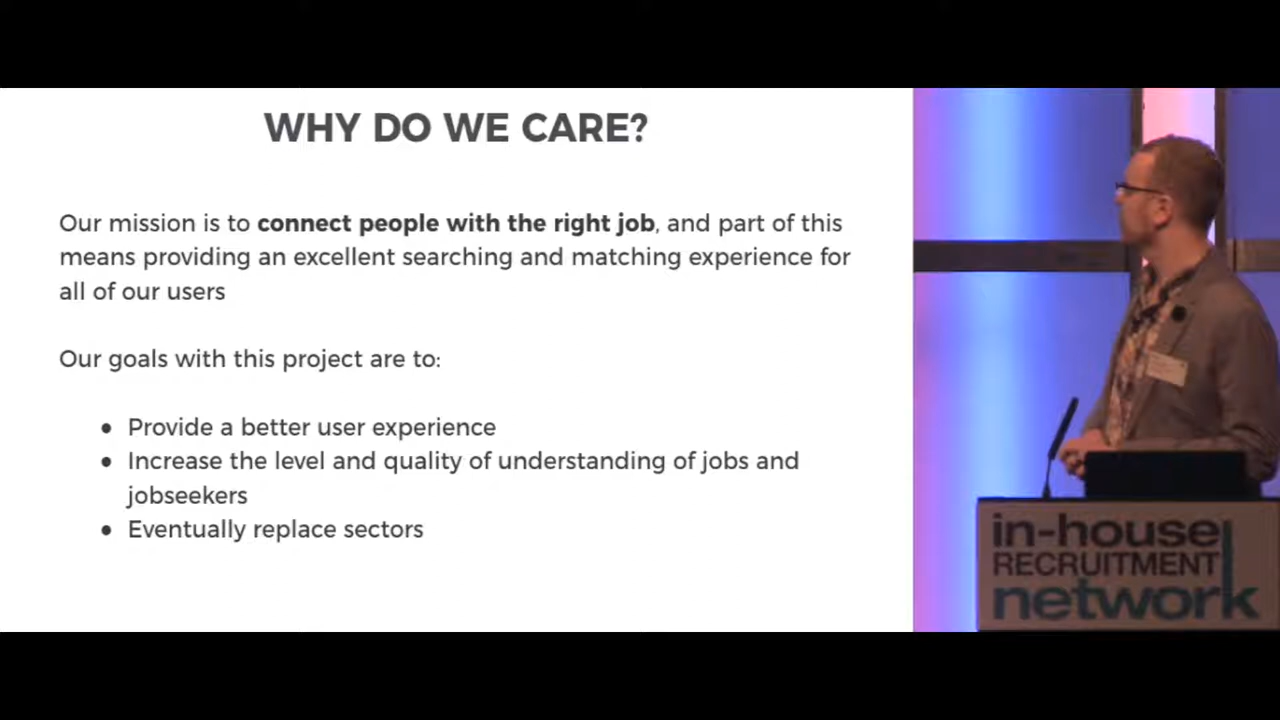 WHY DO WE CARE?
Our mission is to connect people with the right job, and part of this
means providing an excellent searching and matching experience for
all of our users
Our goals with this project are to:
● Provide a better user experience
● Increase the level and quality of understanding of jobs and
jobseekers
● Eventually replace sectors
in-house
RECRUITMENT
network